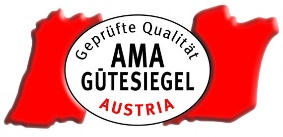 Geprüfte Qualität
AMA
GÜTESIEGEL
AUSTRIA